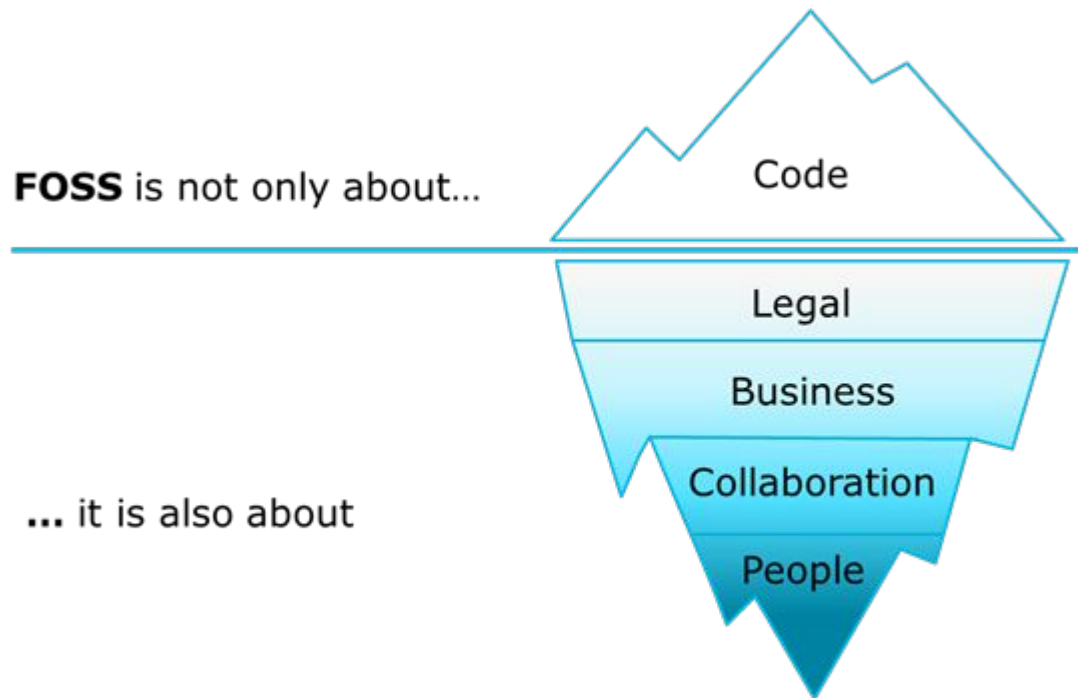 FOSS is not only about...
Code
Legal
Business
Collaboration
... it is also about
People